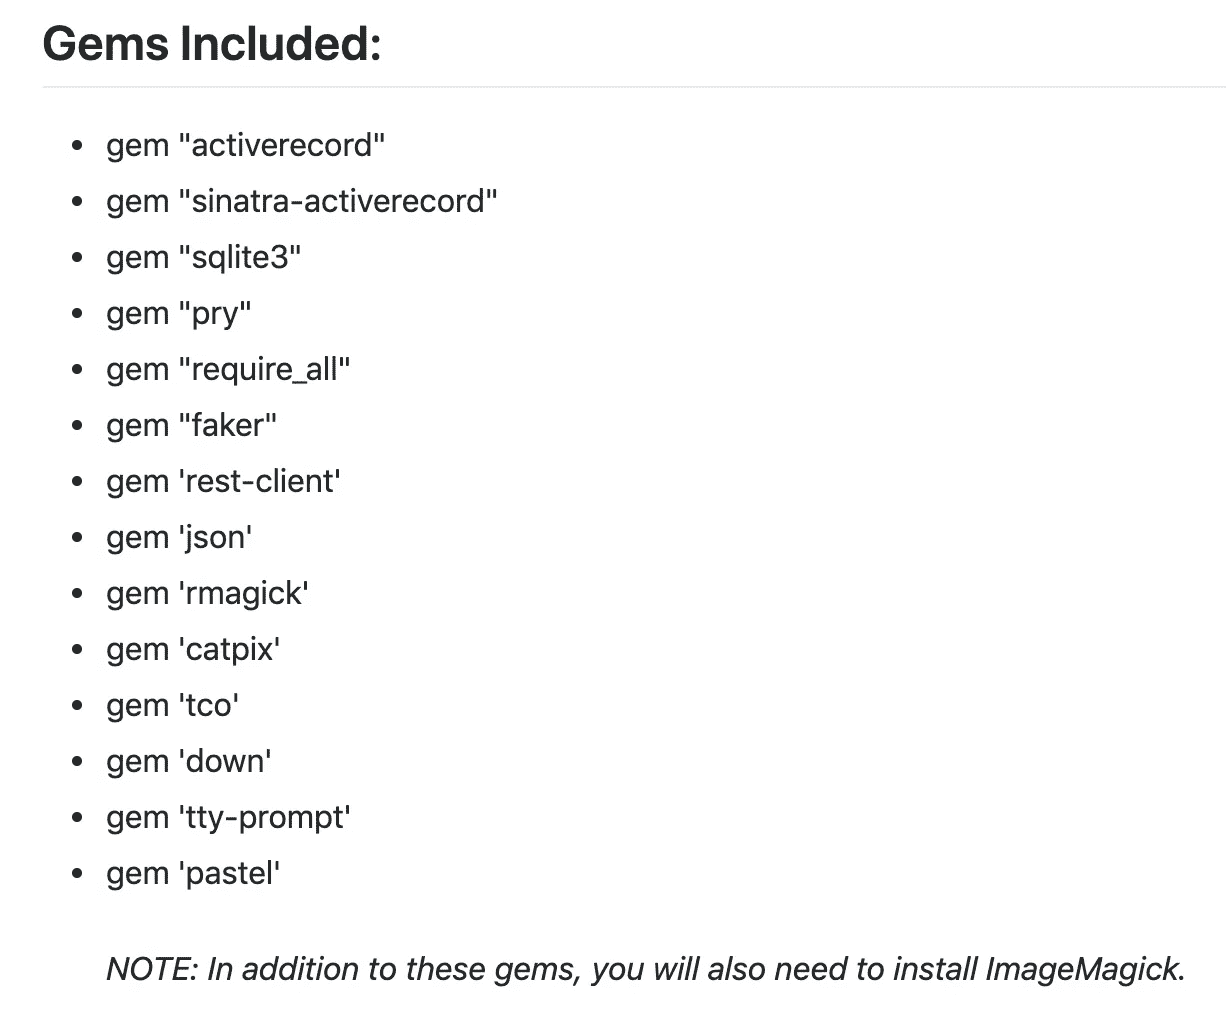 Gems Included:
• gem "activerecord"
• gem "sinatra-activerecord"
• gem "sqlite3"
• gem "pry"
• gem "require_all"
• gem "faker"
• gem 'rest-client'
• gem 'json'
• gem 'rmagick'
• gem 'catpix'
• gem 'tco'
• gem 'down'
• gem 'tty-prompt'
• gem 'pastel'
NOTE: In addition to these gems, you will also need to install ImageMagick.